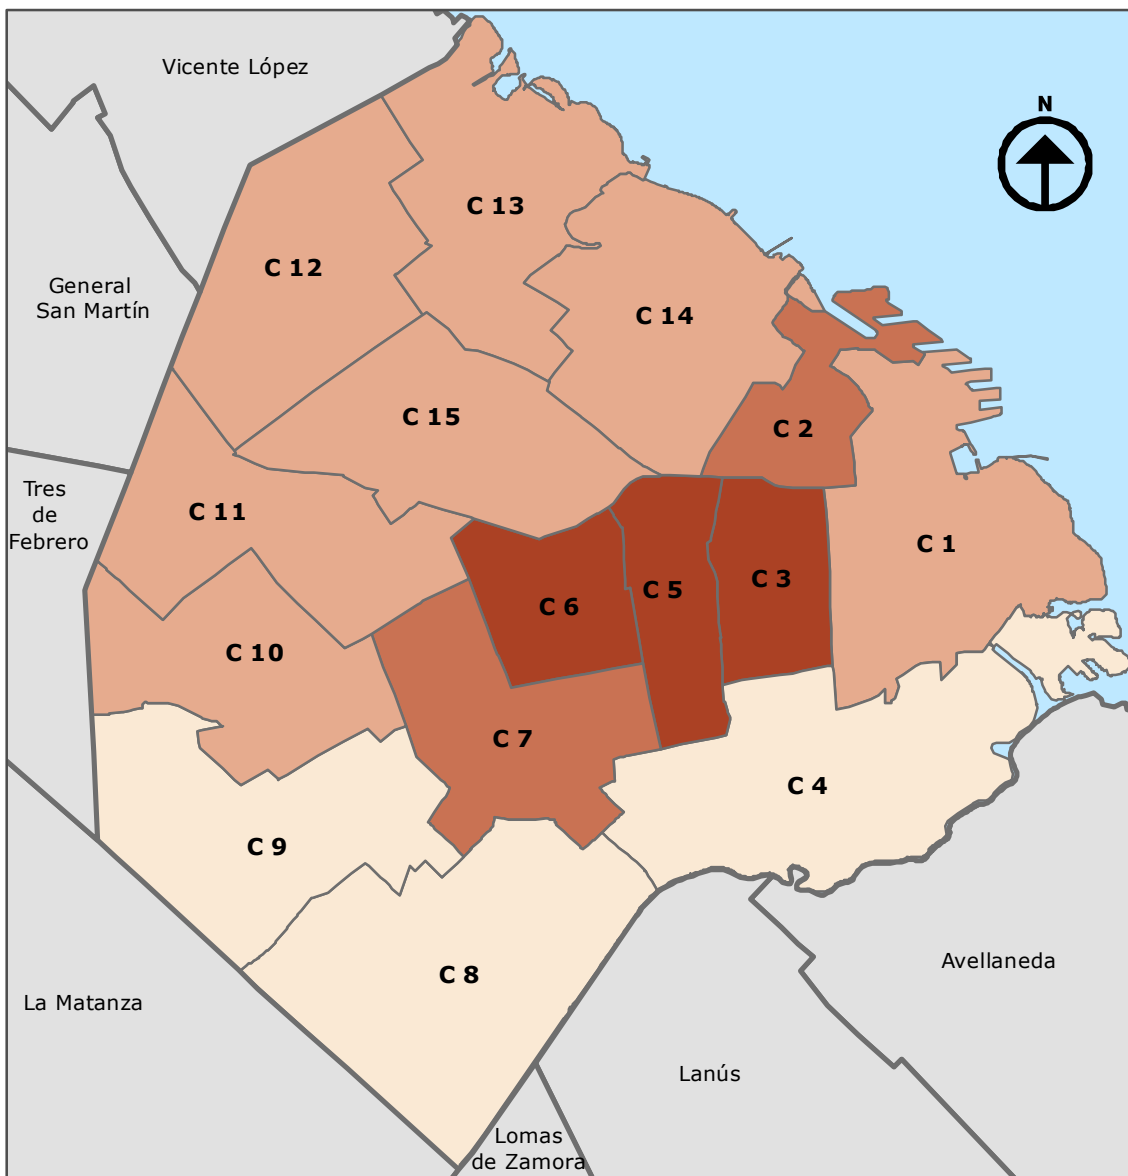 Vicente López
N
C 13
C 12
General
San Martín
C 14
C 15
C 2
Tres
de
Febrero
C 11
C 1
C 3
C 5
C 6
C 10
C 7
C 4
C 9
C 8
Avellaneda
La Matanza
Lanús
Lomas
de Zamora